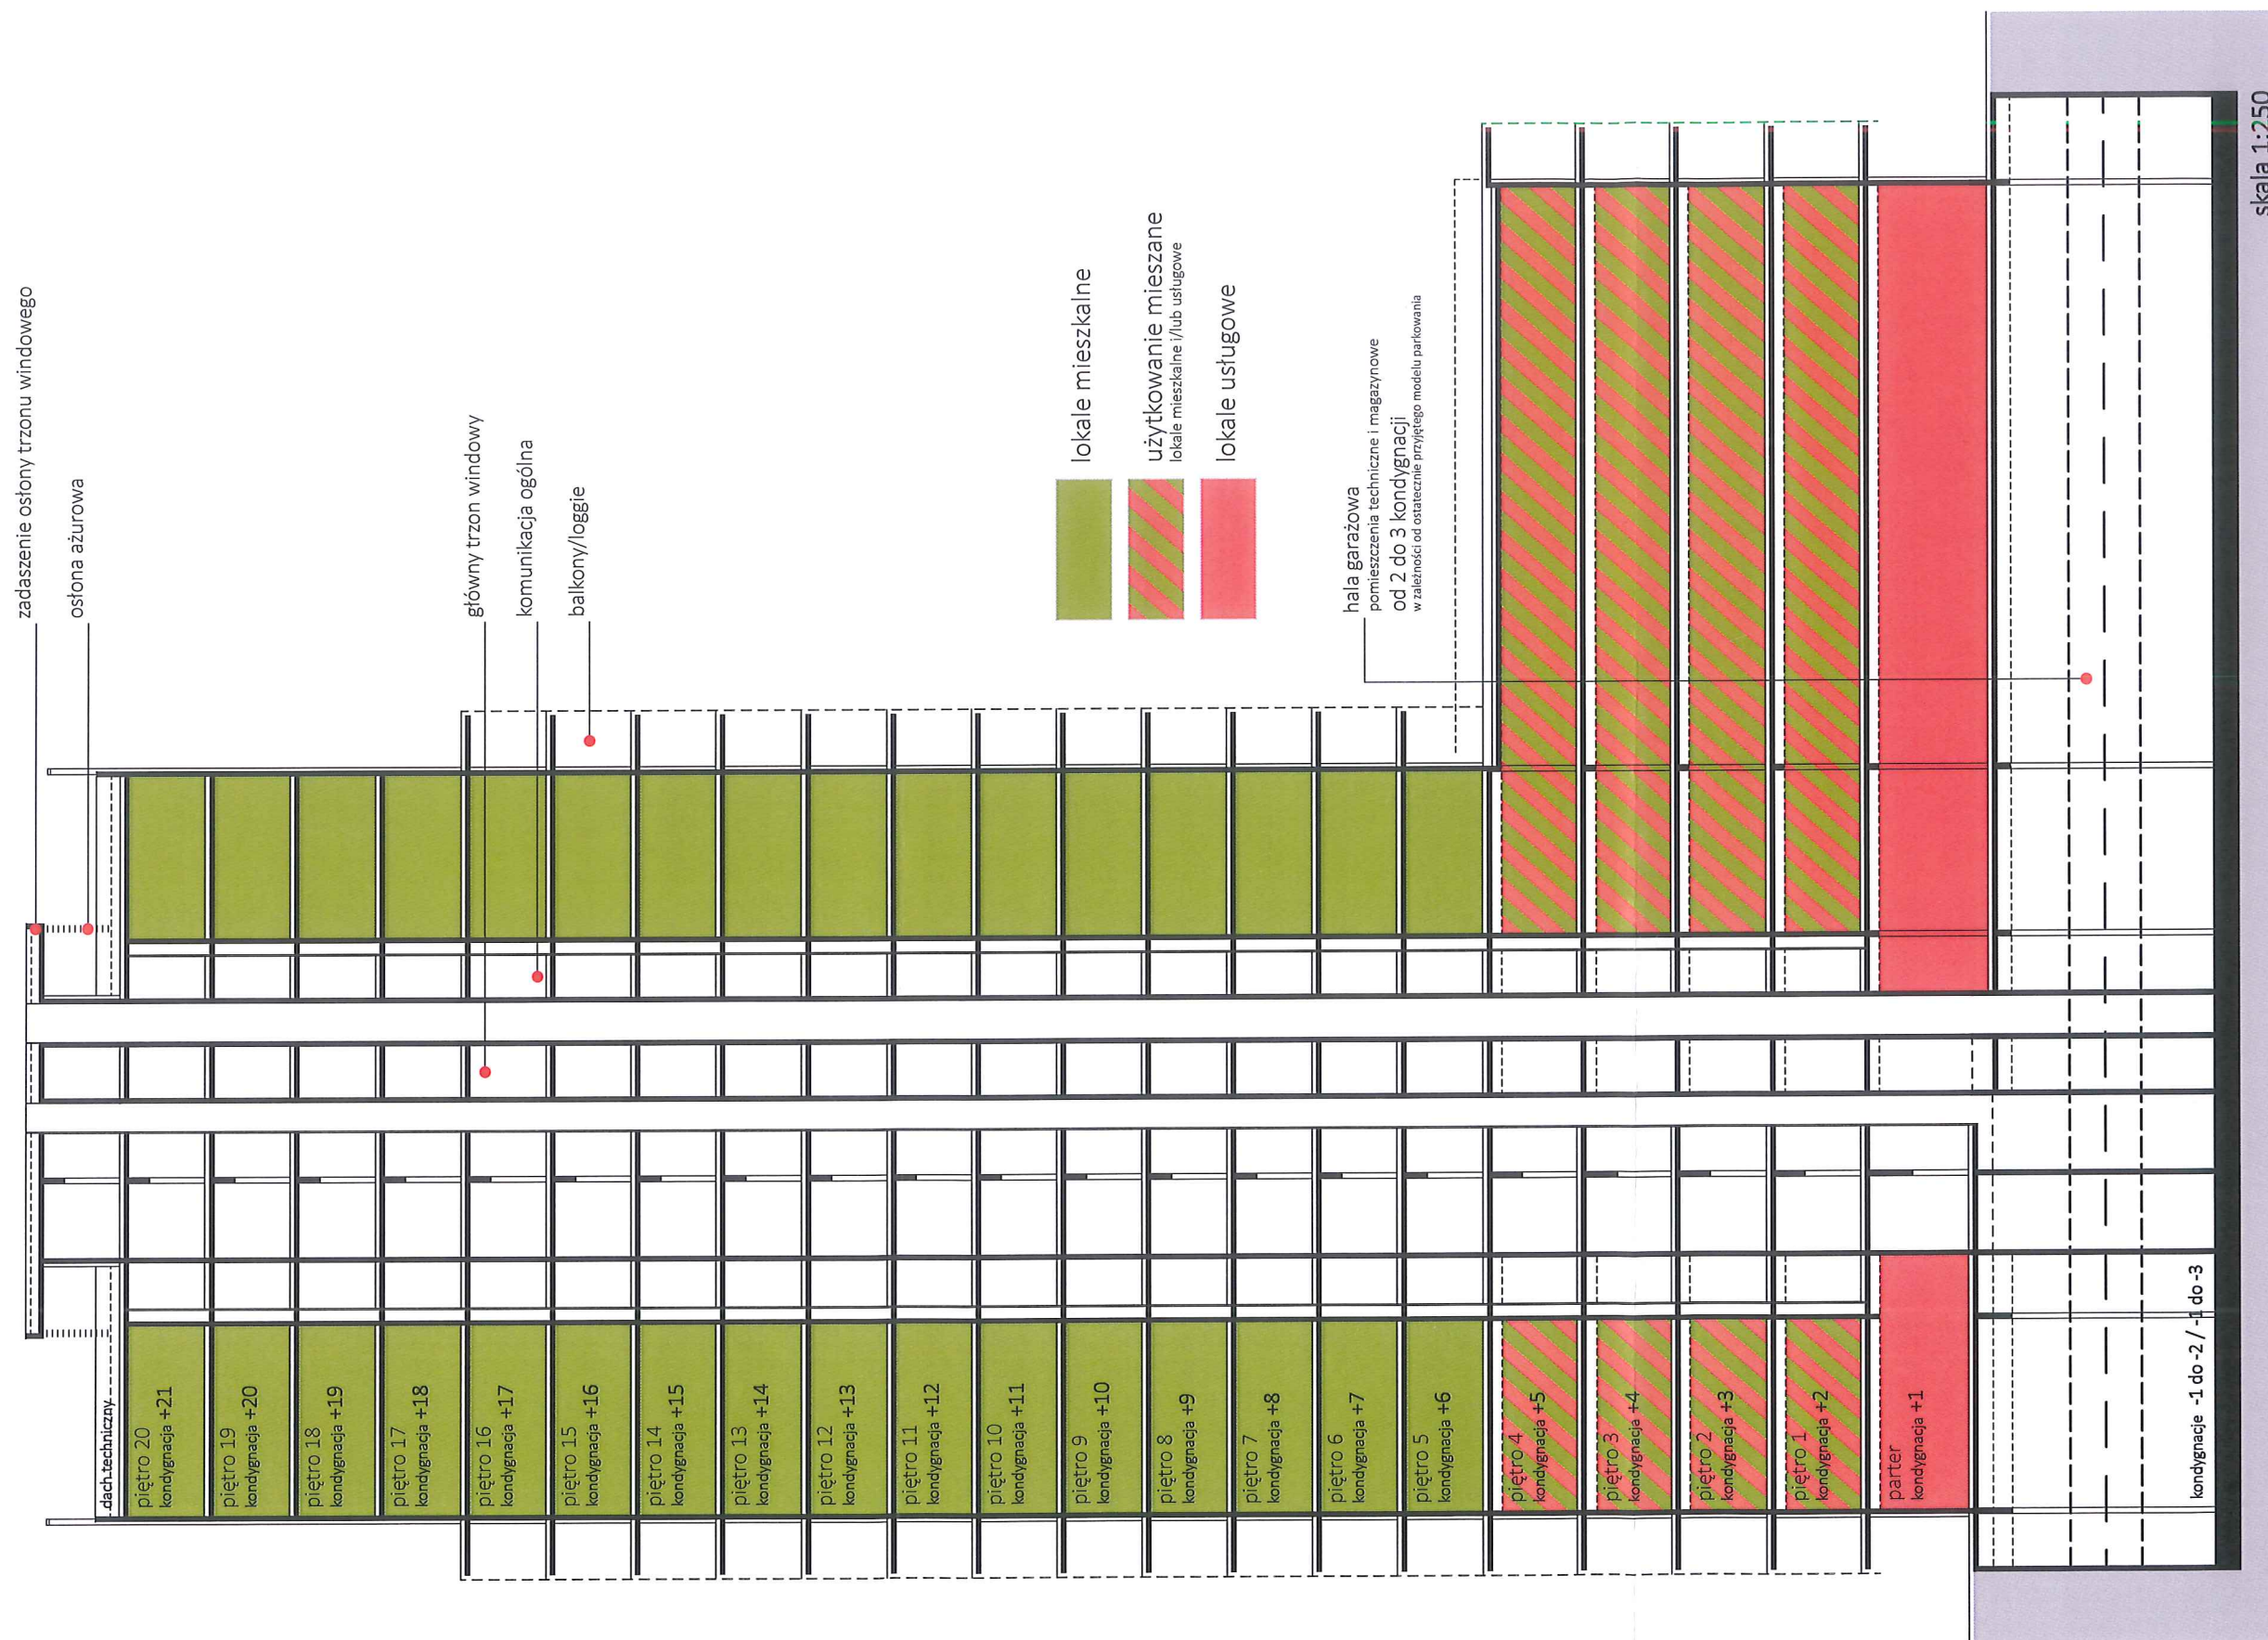 zadaszenie osłony trzonu windowego
osłona ażurowa
główny trzon windowy
komunikacja ogólna
balkony/loggie
lokale mieszkalne
użytkowanie mieszane
lokale mieszkalne i/lub usługowe
lokale usługowe
hala garażowa
pomieszczenia techniczne i magazynowe
od 2 do 3 kondygnacji
w zależności od ostatecznie przyjętego modelu parkowania
dach techniczny
piętro 20
kondygnacja +21
piętro 19
kondygnacja +20
piętro 18
kondygnacja +19
piętro 17
kondygnacja +18
piętro 16
kondygnacja +17
piętro 15
kondygnacja +16
piętro 14
kondygnacja +15
piętro 13
kondygnacja +14
piętro 12
kondygnacja +13
piętro 11
kondygnacja +12
piętro 10
kondygnacja +11
piętro 9
kondygnacja +10
piętro 8
kondygnacja +9
piętro 7
kondygnacja +8
piętro 6
kondygnacja +7
piętro 5
kondygnacja +6
piętro 4
kondygnacja +5
piętro 3
kondygnacja +4
piętro 2
kondygnacja +3
piętro 1
kondygnacja +2
parter
kondygnacja +1
kondygnacje -1 do -2 / -1 do -3
skala 1:250